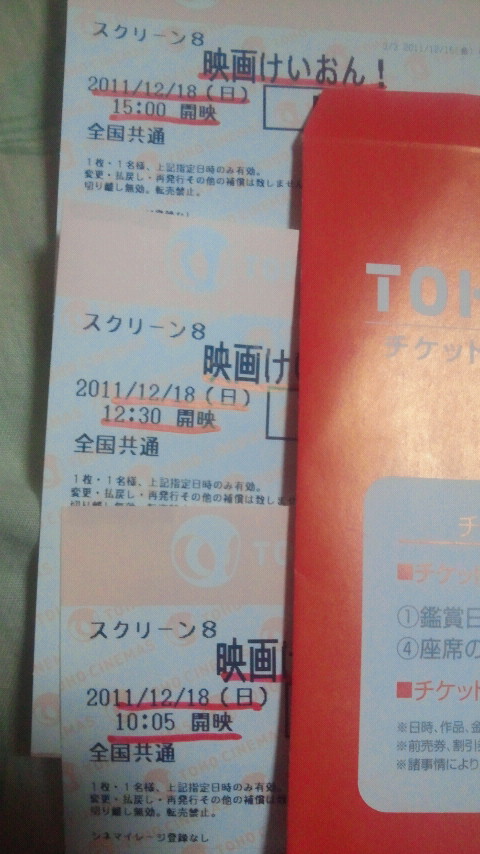 スクリーン8
映画けいおん!
2011/12/18(日)
15:00 開映
全国共通
1枚・1名様、上記指定日時のみ有効。
変更・払戻し・再発行その他の補償は致しませ
切り離し無効。転売禁止。
スクリーン8
映画け
2011/12/18(日)
12:30 開映
全国共通
1枚・1名様、上記指定日時のみ有効。
変更・払戻し・再発行その他の補償は致しませ
切り離し無効
スクリーン8
映画
2011/12/18(日)
10:05 開映
全国共通
1枚・1名様、上記指定日時のみ有効。
変更・払戻し・再発行その他の補償は致
切り離し無効。転売禁止。
シネマイレージ登録なし
TOHO CINEMAS
TOH
チケット
チ
■チケッ
①鑑賞日
④座席の
■チケット
※日時、作品、金
※前売券、割引
※諸事情により